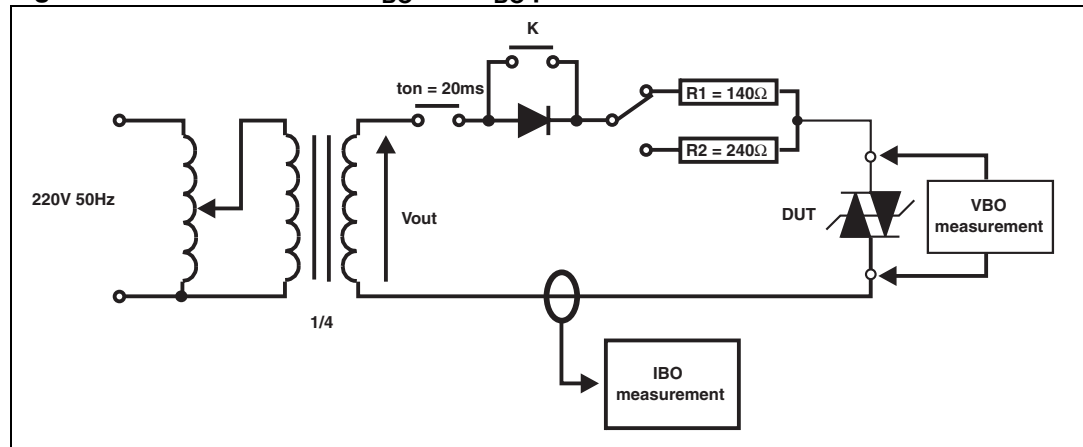 K
ton = 20ms
R1 = 140Ω
R2 = 240Ω
220V 50Hz
Vout
DUT
VBO
measurement
1/4
IBO
measurement